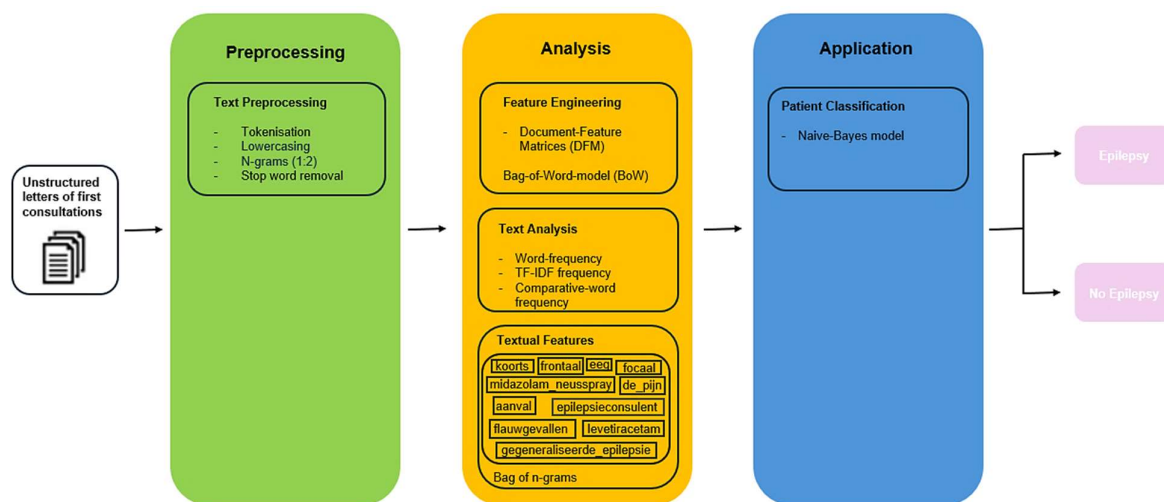 Unstructured
letters of first
consultations
Preprocessing
Text Preprocessing
- Tokenisation
- Lowercasing
- N-grams (1:2)
- Stop word removal
Analysis
Feature Engineering
- Document-Feature
Matrices (DFM)
Bag-of-Word-model (BoW)
Text Analysis
- Word-frequency
- TF-IDF frequency
- Comparative-word
frequency
Textual Features
koorts frontaal eeg focaal
midazolam_neusspray de_pijn
aanval epilepsieconsulent
flauwgevallen levetiracetam
gegeneraliseerde_epilepsie
Bag of n-grams
Application
Patient Classification
- Naive-Bayes model
Epilepsy
No Epilepsy